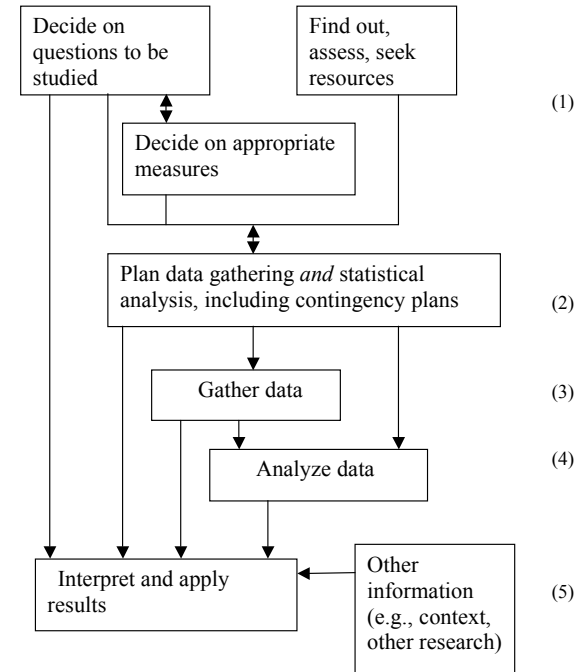 Decide on
questions to be
studied
Find out,
assess, seek
resources
(1)
Decide on appropriate
measures
Plan data gathering and statistical
analysis, including contingency plans
(2)
Gather data
(3)
Analyze data
(4)
Interpret and apply
results
Other
information
(e.g., context,
other research)
(5)